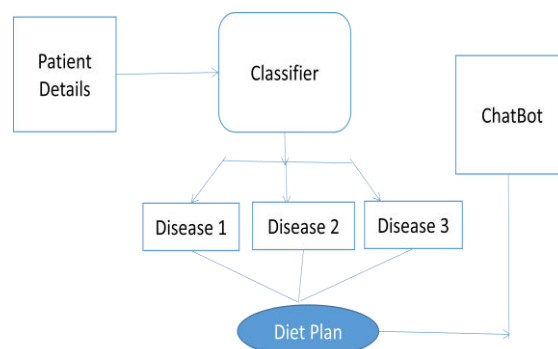 Patient
Details
Classifier
ChatBot
Disease 1
Disease 2
Disease 3
Diet Plan